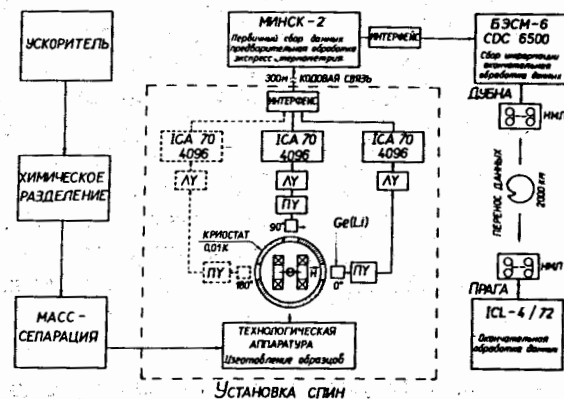 УСКОРИТЕЛЬ
ХИМИЧЕСКОЕ
РАЗДЕЛЕНИЕ
МАСС-
СЕПАРАЦИЯ
МИНСК-2
Первичный сбор данных
предварительная обработка
экспресс термометрия
ИНТЕРФЕЙС
БЭСМ-6
CDC 6500
Сбор информации
окончательная
обработка данных
300м КОДОВАЯ СВЯЗЬ
ИНТЕРФЕЙС
ICA 70
4096
ICA 70
4096
ICA 70
4096
ЛУ
ЛУ
ЛУ
ПУ
90°
Ge(Li)
КРИОСТАТ
0,01К
ПУ
180°
H
0°
ПУ
ТЕХНОЛОГИЧЕСКАЯ
АППАРАТУРА
Изготовление образцов
УСТАНОВКА СПИН
ДУБНА
НМЛ
ПЕРЕНОС ДАННЫХ
2000 км
НМЛ
ПРАГА
ICL-4/72
Окончательная
обработка данных